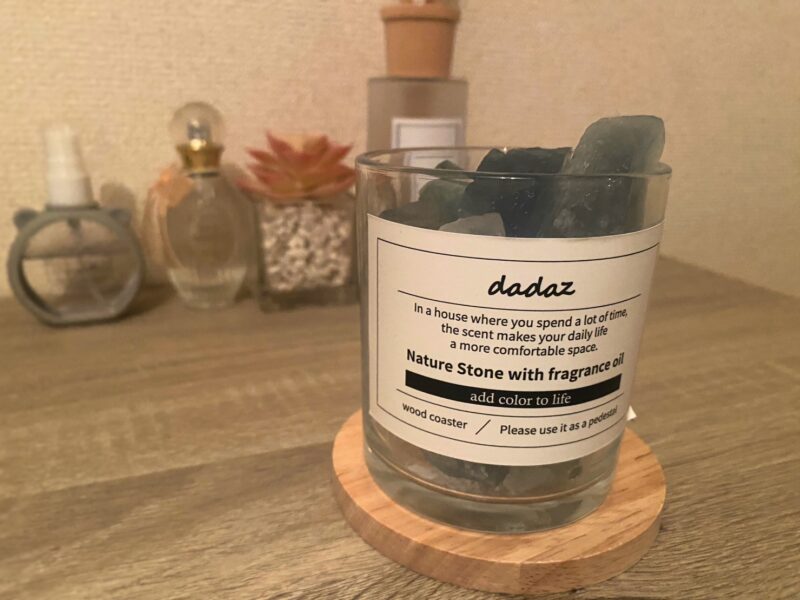 dadaz
In a house where you spend a lot of time,
the scent makes your daily life
a more comfortable space.
Nature Stone with fragrance oil
add color to life
wood coaster / Please use it as a pedestal